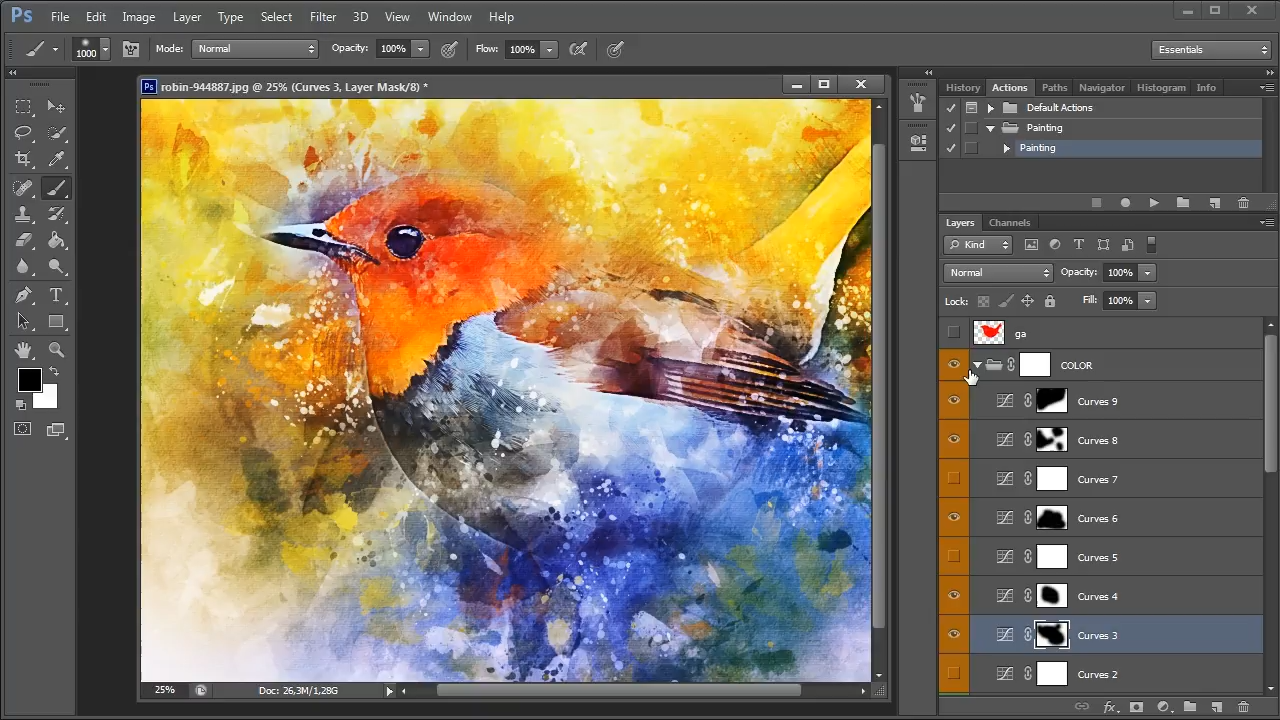 Ps File Edit Image Layer Type Select Filter 3D View Window Help
1000 Mode: Normal Opacity: 100% Flow: 100% Essentials
Ps robin-944887.jpg @ 25% (Curves 3, Layer Mask/8) *
History Actions Paths Navigator Histogram Info
Default Actions
Painting
Painting
Layers Channels
Kind T
Normal Opacity: 100%
Lock: Fill: 100%
ga
COLOR
Curves 9
Curves 8
Curves 7
Curves 6
Curves 5
Curves 4
Curves 3
Curves 2
25% Doc: 26,3M/1,28G
fx